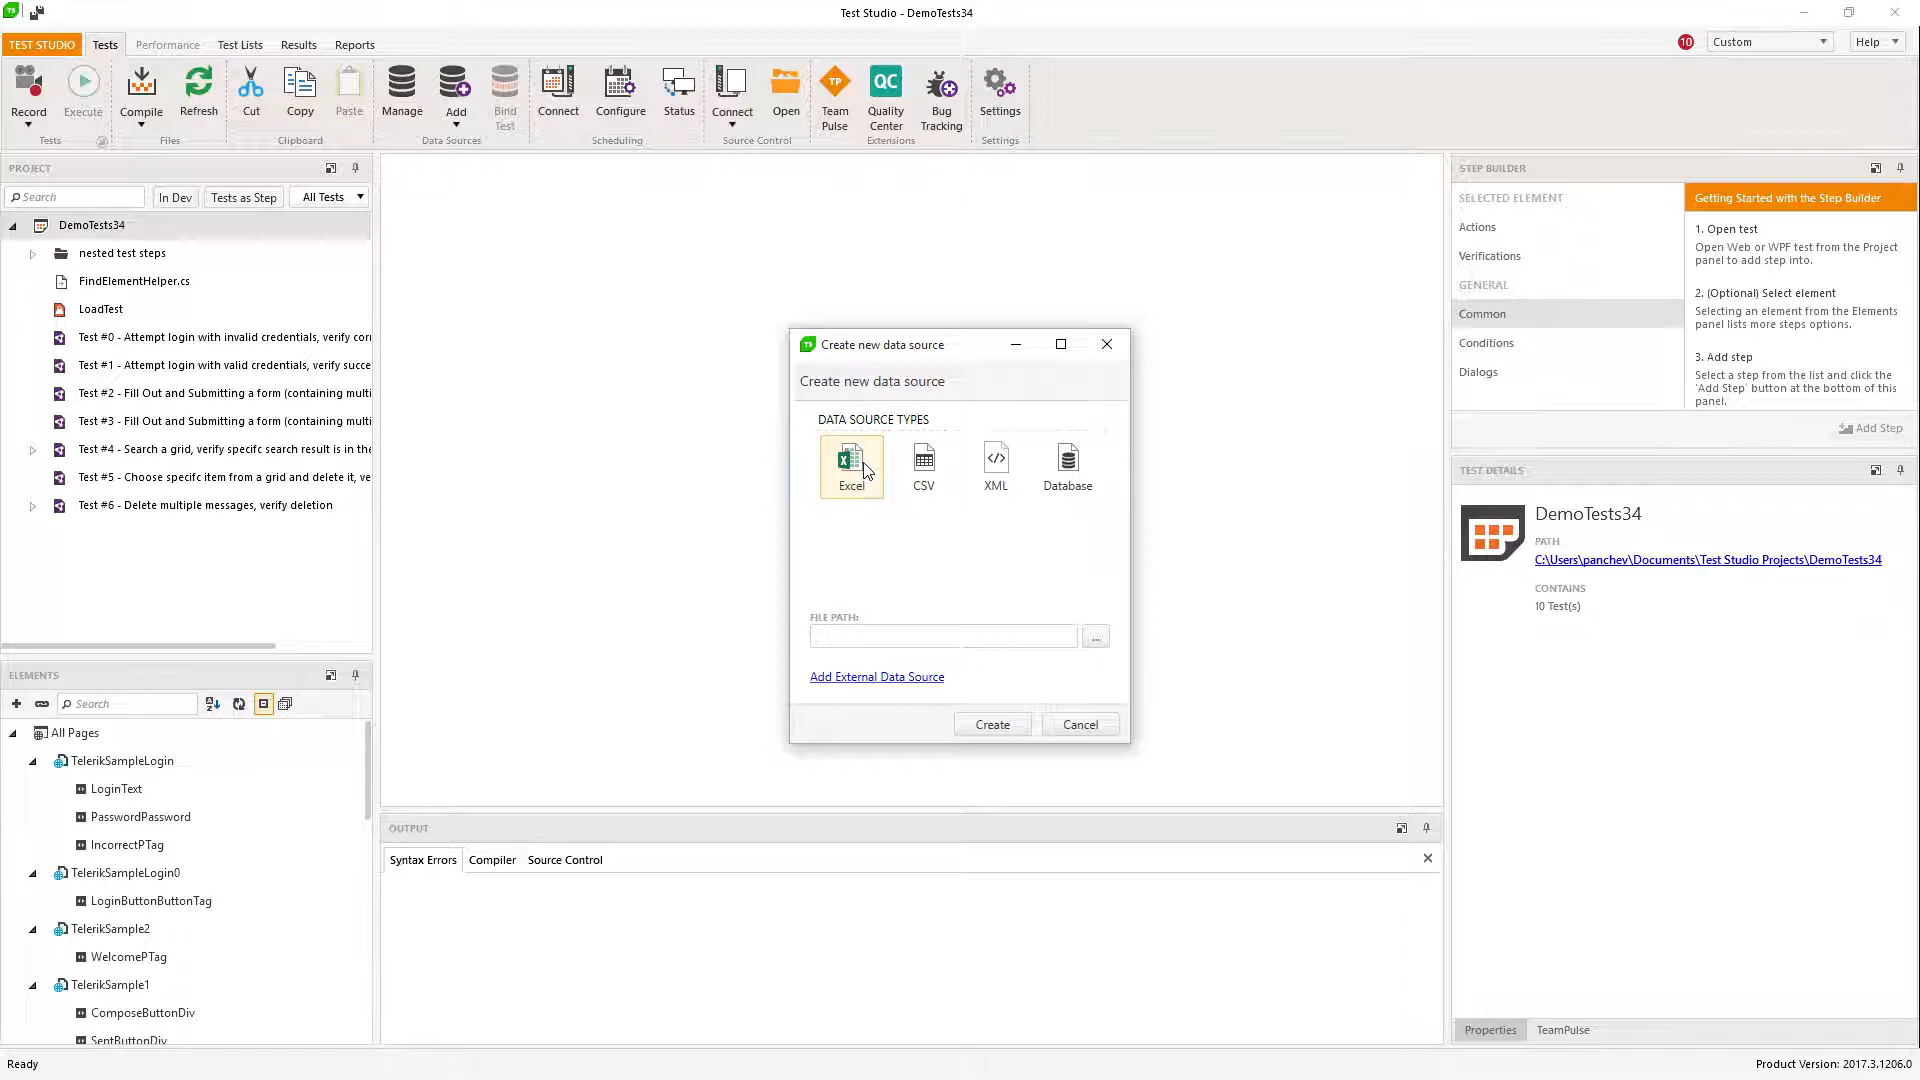 Test Studio - DemoTests34
TEST STUDIO
Tests
Performance
Test Lists
Results
Reports
10
Custom
Help
Record
Execute
Compile
Refresh
Cut
Copy
Paste
Manage
Add
Bind
Test
Connect
Configure
Status
Connect
Open
Team
Pulse
Quality
Center
Bug
Tracking
Settings
Tests
Files
Clipboard
Data Sources
Scheduling
Source Control
Extensions
Settings
PROJECT
Search
In Dev
Tests as Step
All Tests
DemoTests34
nested test steps
FindElementHelper.cs
LoadTest
Test #0 - Attempt login with invalid credentials, verify corr
Test #1 - Attempt login with valid credentials, verify succe
Test #2 - Fill Out and Submitting a form (containing multi
Test #3 - Fill Out and Submitting a form (containing multi
Test #4 - Search a grid, verify specifc search result is in the
Test #5 - Choose specifc item from a grid and delete it, ve
Test #6 - Delete multiple messages, verify deletion
ELEMENTS
Search
All Pages
TelerikSampleLogin
LoginText
PasswordPassword
IncorrectPTag
TelerikSampleLogin0
LoginButtonButtonTag
TelerikSample2
WelcomePTag
TelerikSample1
ComposeButtonDiv
SentButtonDiv
Create new data source
Create new data source
DATA SOURCE TYPES
Excel
CSV
XML
Database
FILE PATH:
...
Add External Data Source
Create
Cancel
OUTPUT
Syntax Errors
Compiler
Source Control
STEP BUILDER
SELECTED ELEMENT
Actions
Verifications
GENERAL
Common
Conditions
Dialogs
Getting Started with the Step Builder
1. Open test
Open Web or WPF test from the Project
panel to add step into.
2. (Optional) Select element
Selecting an element from the Elements
panel lists more steps options.
3. Add step
Select a step from the list and click the
'Add Step' button at the bottom of this
panel.
Add Step
TEST DETAILS
DemoTests34
PATH
C:\Users\panchev\Documents\Test Studio Projects\DemoTests34
CONTAINS
10 Test(s)
Properties
TeamPulse
Ready
Product Version: 2017.3.1206.0